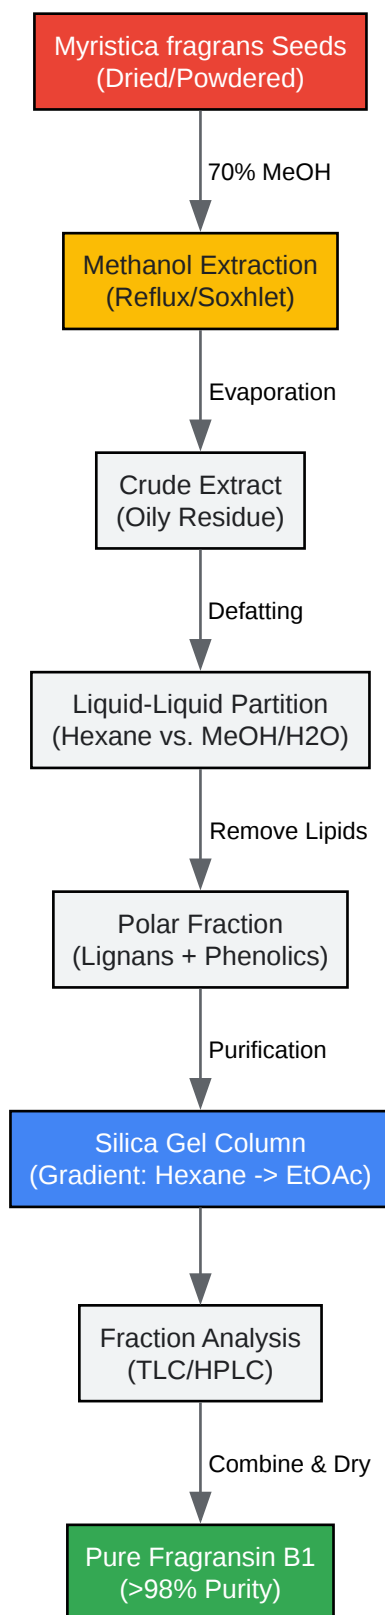 Myristica fragrans Seeds
(Dried/Powdered)
70% MeOH
Methanol Extraction
(Reflux/Soxhlet)
Evaporation
Crude Extract
(Oily Residue)
Defatting
Liquid-Liquid Partition
(Hexane vs. MeOH/H2O)
Remove Lipids
Polar Fraction
(Lignans + Phenolics)
Purification
Silica Gel Column
(Gradient: Hexane -> EtOAc)
Fraction Analysis
(TLC/HPLC)
Combine & Dry
Pure Fragransin B1
(>98% Purity)